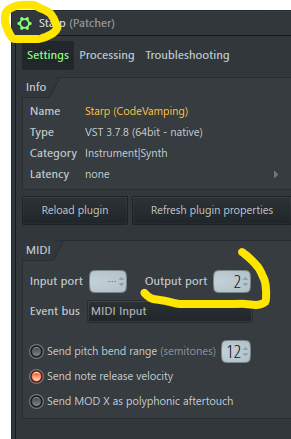 Starp (Patcher)
Settings Processing Troubleshooting
Info
Name Starp (CodeVamping)
Type VST 3.7.8 (64bit - native)
Category Instrument|Synth
Latency none
Reload plugin Refresh plugin properties
MIDI
Input port ... Output port 2
Event bus MIDI Input
Send pitch bend range (semitones) 12
Send note release velocity
Send MOD X as polyphonic aftertouch